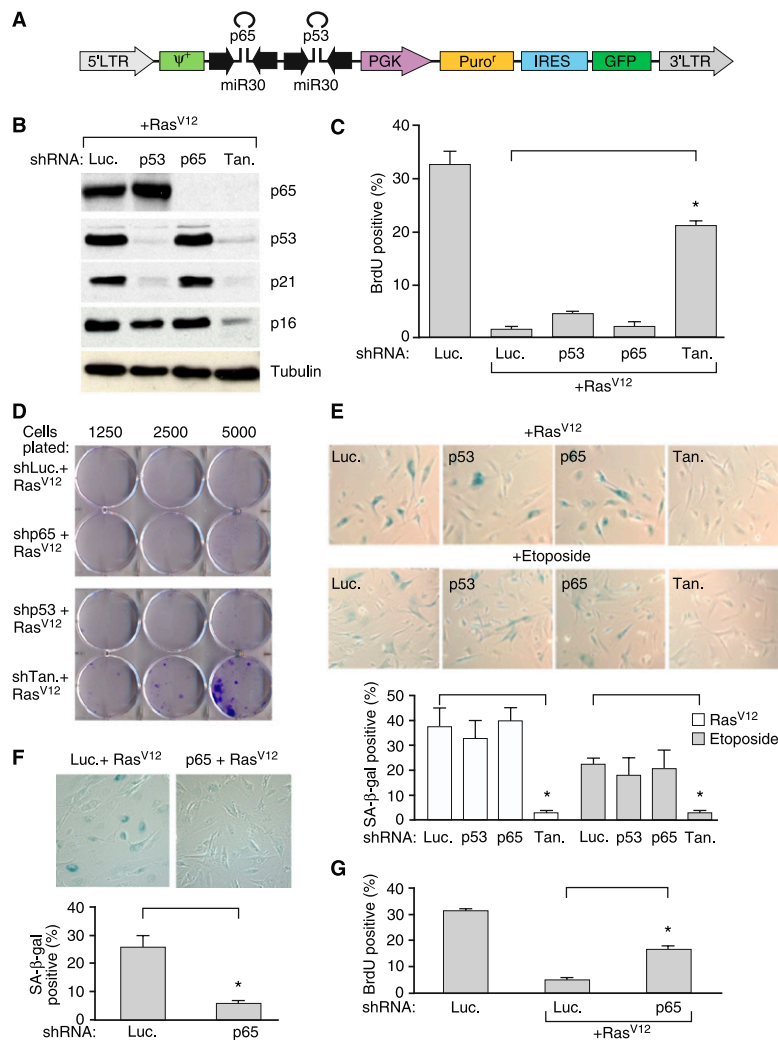 A
p65 p53
5'LTR Ψ+ miR30 miR30 PGK Puroʳ IRES GFP 3'LTR
B
+RasV12
shRNA: Luc. p53 p65 Tan.
p65
p53
p21
p16
Tubulin
C
BrdU positive (%)
40
30
20
10
0
shRNA: Luc. Luc. p53 p65 Tan.
+RasV12
*
D
Cells plated: 1250 2500 5000
shLuc.+
RasV12
shp65 +
RasV12
shp53 +
RasV12
shTan.+
RasV12
E
+RasV12
Luc. p53 p65 Tan.
+Etoposide
Luc. p53 p65 Tan.
SA-β-gal positive (%)
50
40
30
20
10
0
* *
RasV12
Etoposide
shRNA: Luc. p53 p65 Tan. Luc. p53 p65 Tan.
F
Luc.+ RasV12 p65 + RasV12
SA-β-gal
positive (%)
40
20
0
*
shRNA: Luc. p65
G
BrdU positive (%)
40
30
20
10
0
*
shRNA: Luc. Luc. p65
+RasV12